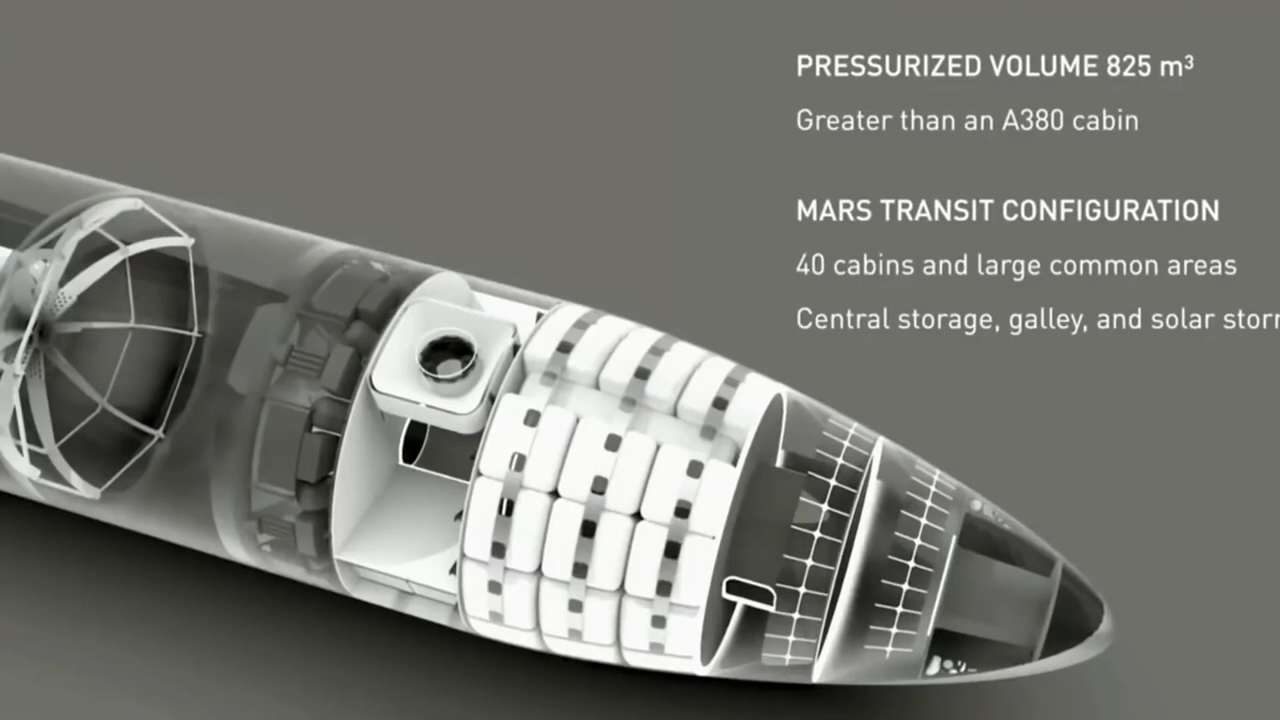 PRESSURIZED VOLUME 825 m³
Greater than an A380 cabin
MARS TRANSIT CONFIGURATION
40 cabins and large common areas
Central storage, galley, and solar